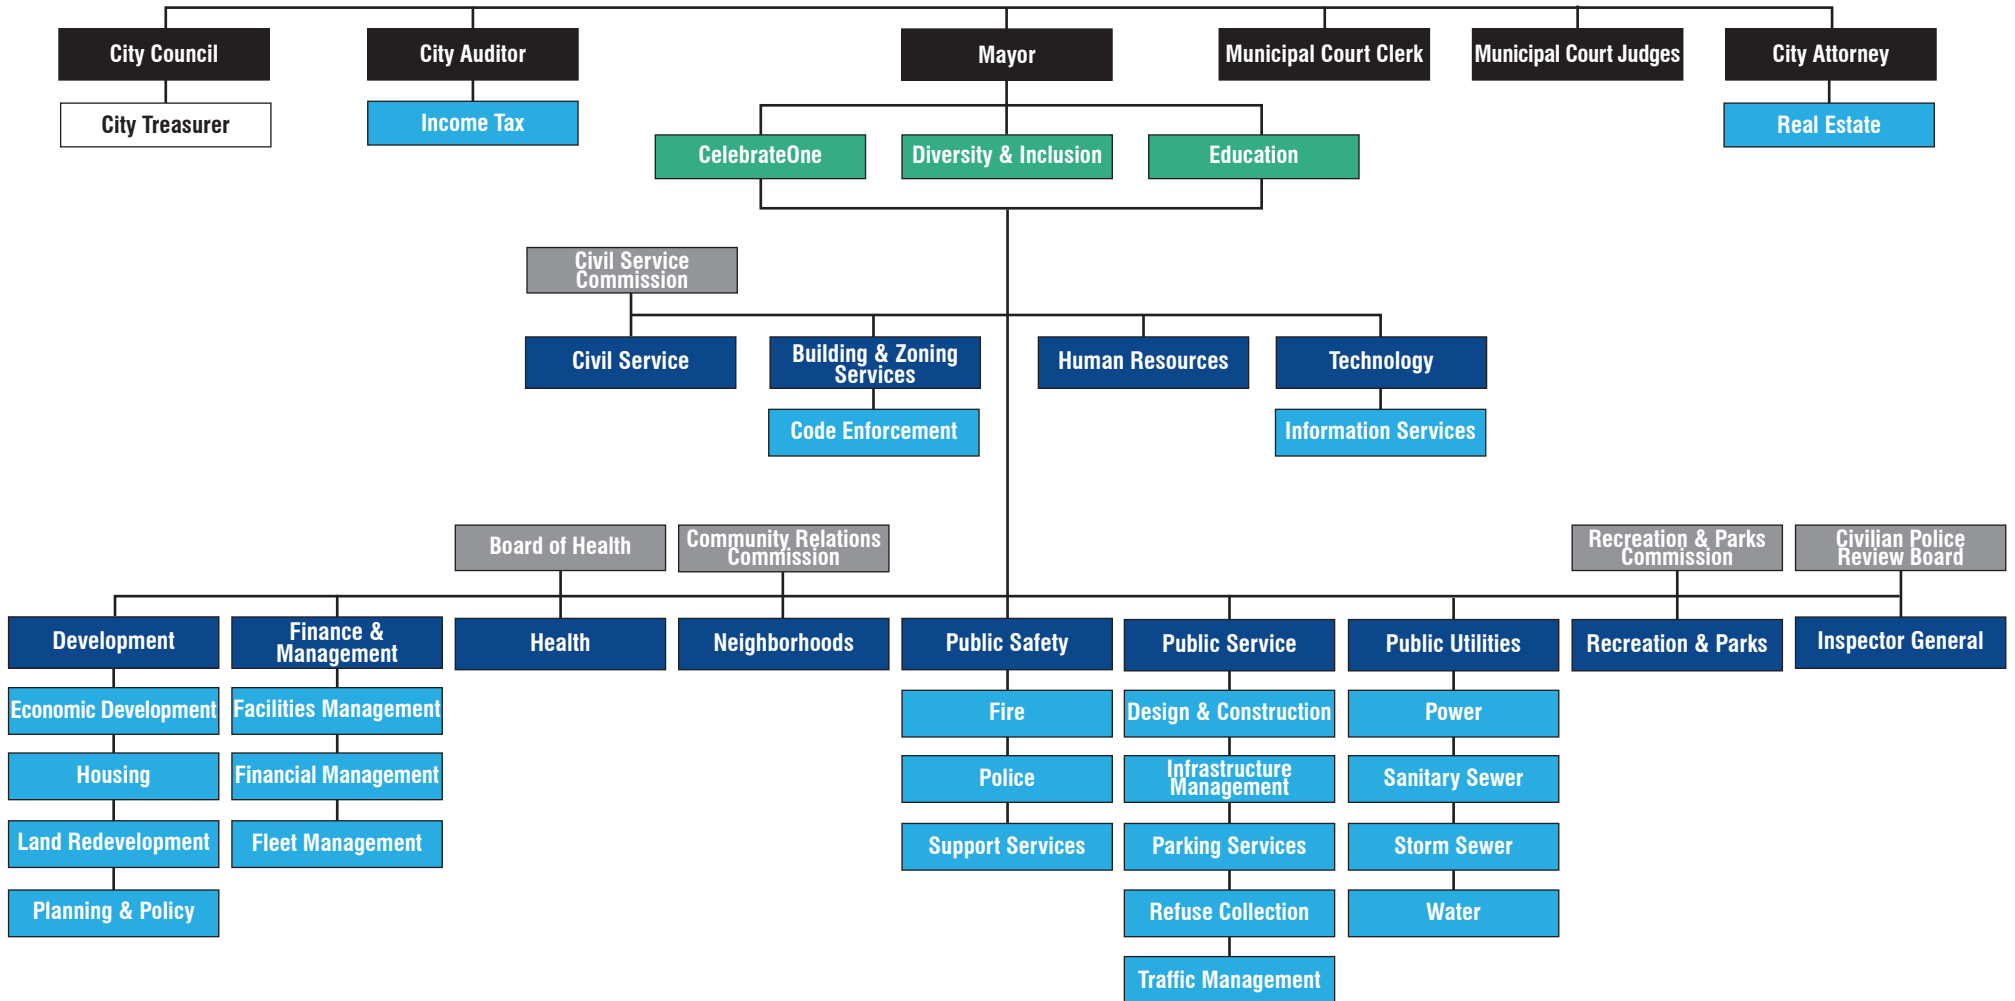 City Council
City Auditor
Mayor
Municipal Court Clerk
Municipal Court Judges
City Attorney
City Treasurer
Income Tax
Real Estate
CelebrateOne
Diversity & Inclusion
Education
Civil Service
Commission
Civil Service
Building & Zoning
Services
Human Resources
Technology
Code Enforcement
Information Services
Board of Health
Community Relations
Commission
Recreation & Parks
Commission
Civilian Police
Review Board
Development
Finance &
Management
Health
Neighborhoods
Public Safety
Public Service
Public Utilities
Recreation & Parks
Inspector General
Economic Development
Facilities Management
Fire
Design & Construction
Power
Housing
Financial Management
Police
Infrastructure
Management
Sanitary Sewer
Land Redevelopment
Fleet Management
Support Services
Parking Services
Storm Sewer
Planning & Policy
Refuse Collection
Water
Traffic Management